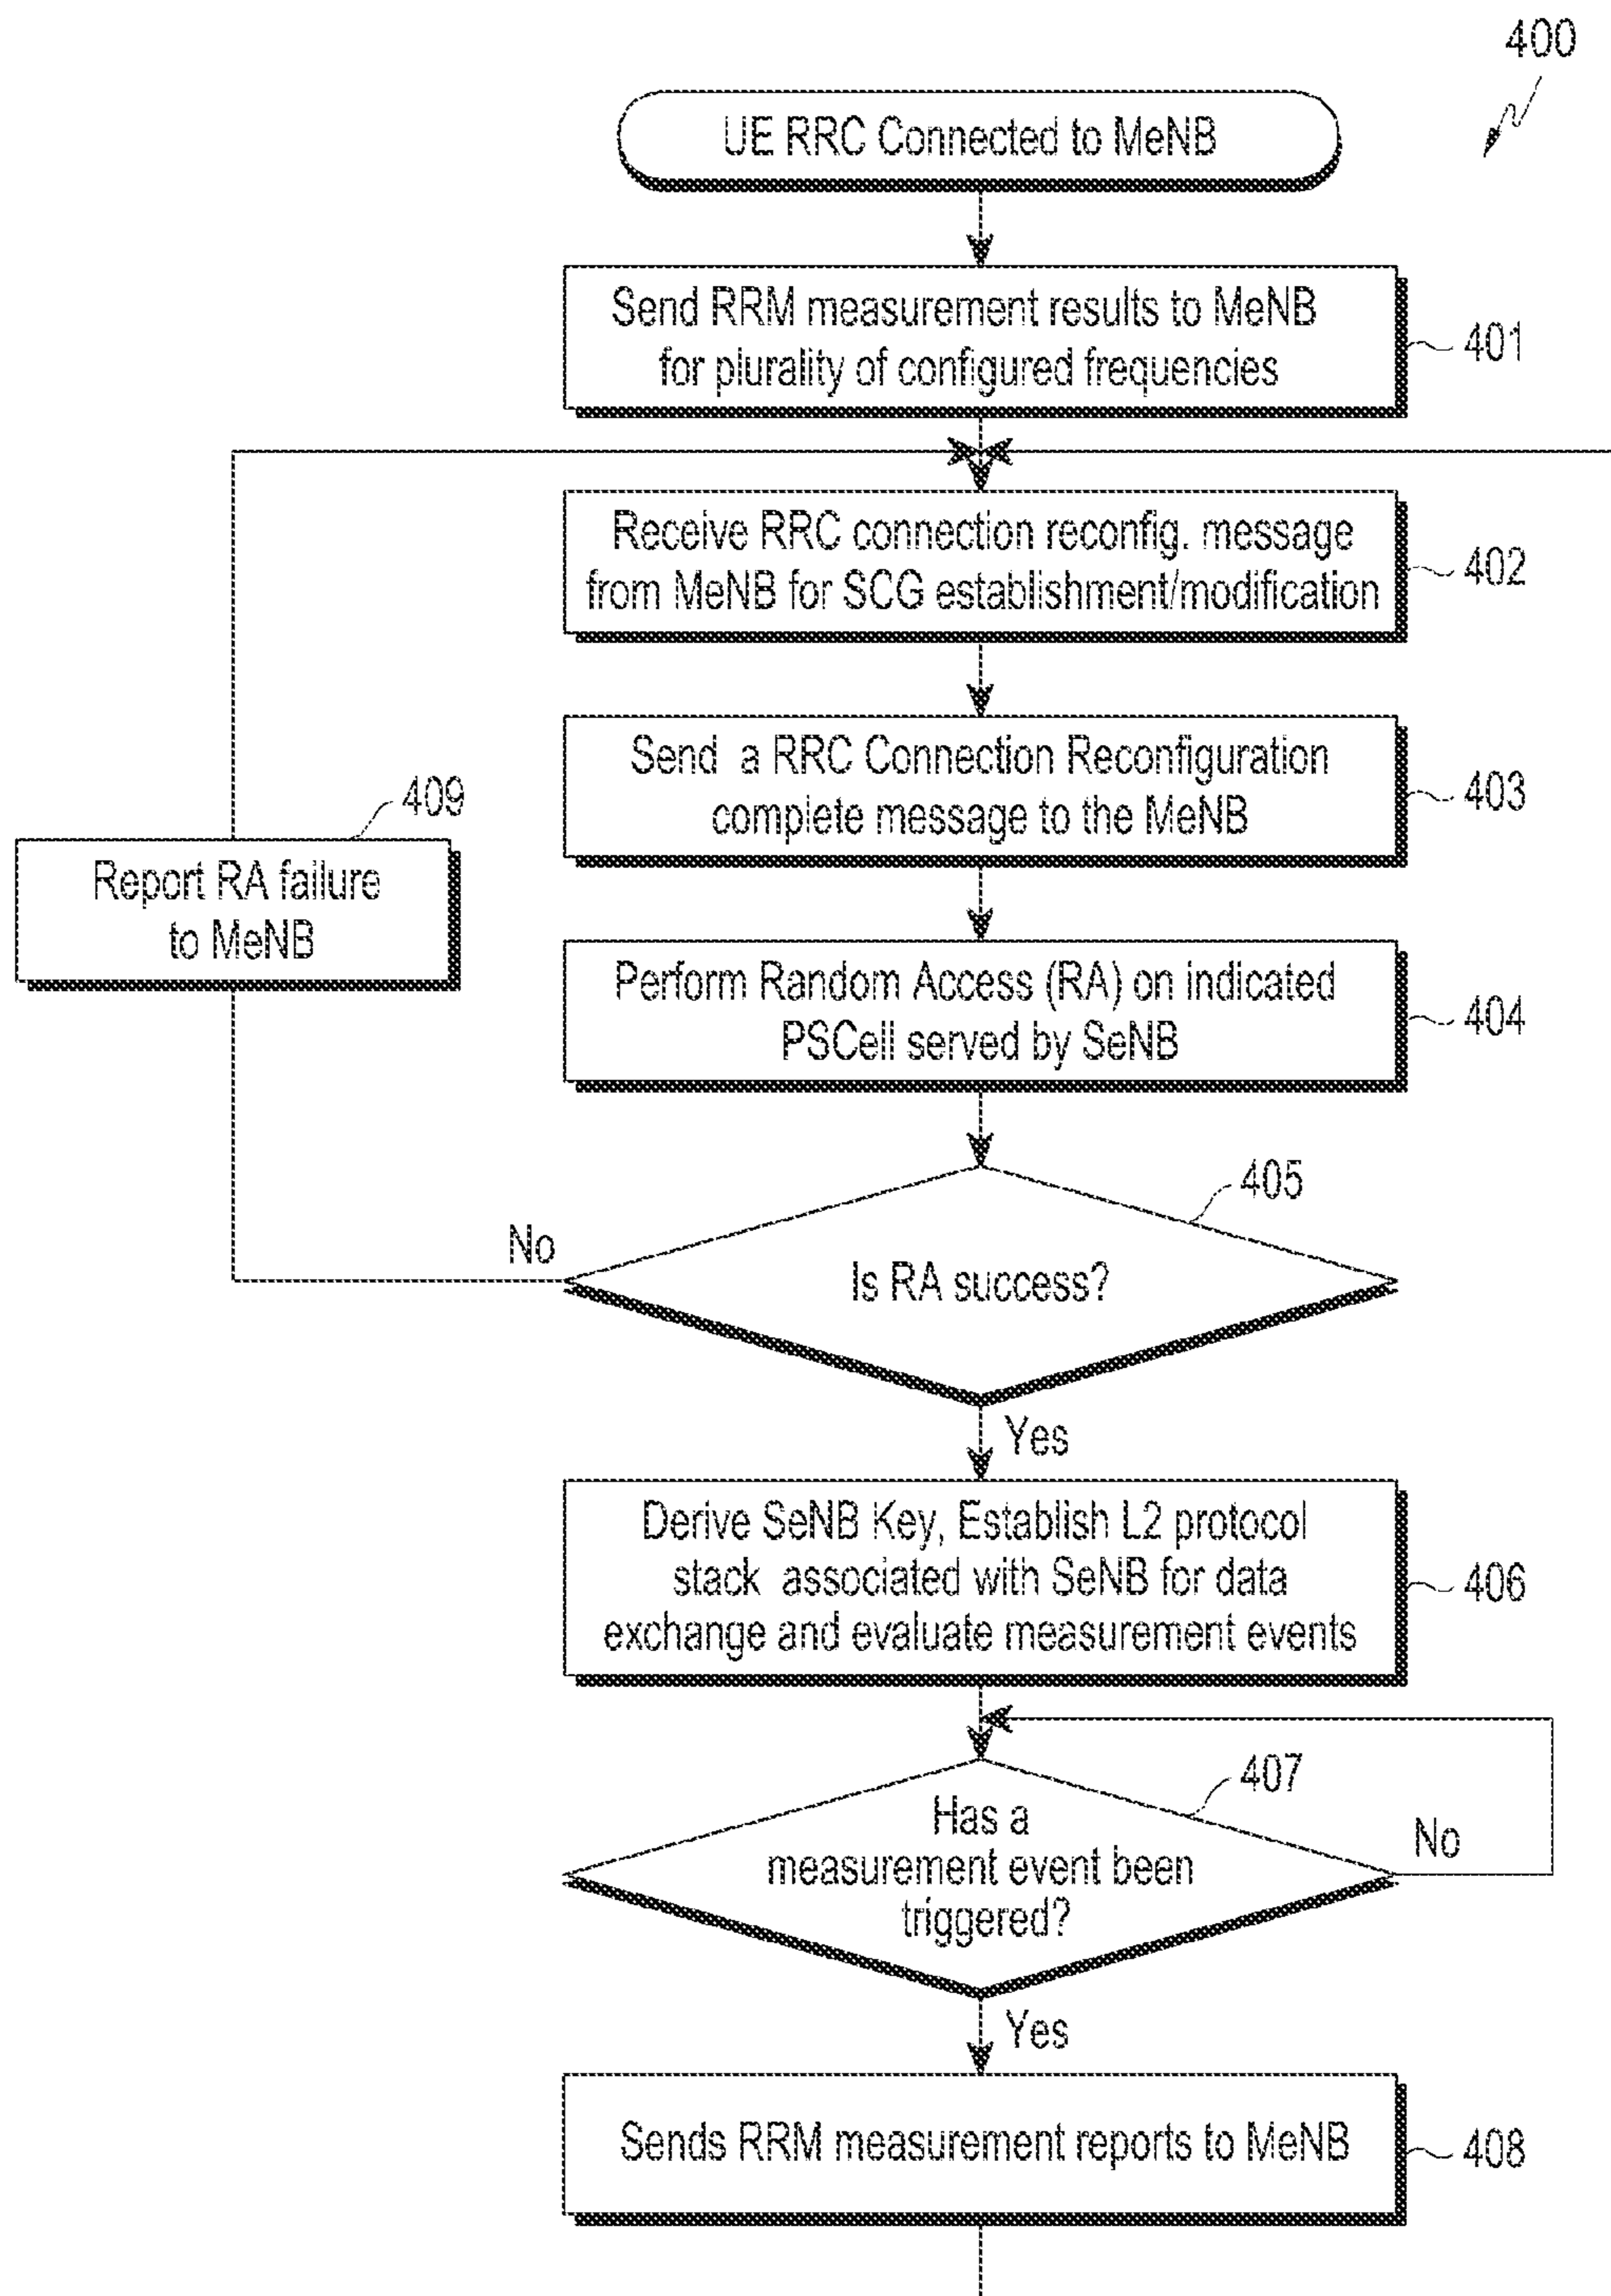 400
UE RRC Connected to MeNB
Send RRM measurement results to MeNB
for plurality of configured frequencies
401
Receive RRC connection reconfig. message
from MeNB for SCG establishment/modification
402
Send a RRC Connection Reconfiguration
complete message to the MeNB
403
409
Report RA failure
to MeNB
Perform Random Access (RA) on indicated
PSCell served by SeNB
404
405
No
Is RA success?
Yes
Derive SeNB Key, Establish L2 protocol
stack associated with SeNB for data
exchange and evaluate measurement events
406
407
Has a
measurement event been
triggered?
No
Yes
Sends RRM measurement reports to MeNB
408